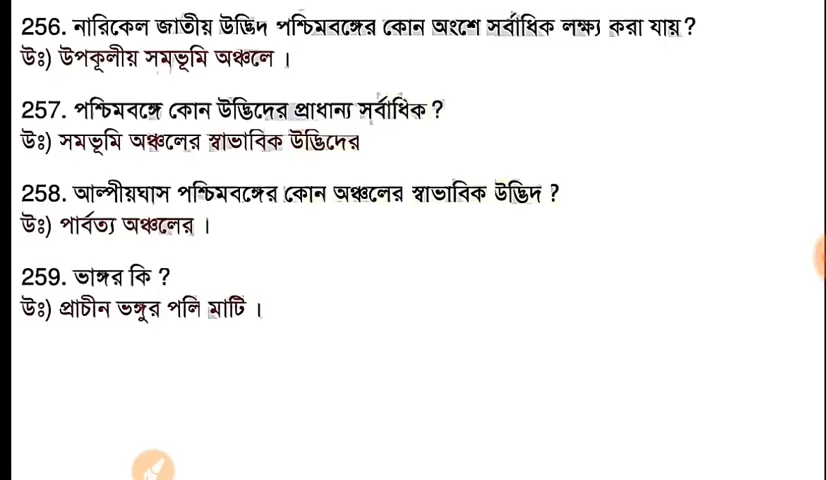 256. নারিকেল জাতীয় উদ্ভিদ পশ্চিমবঙ্গের কোন অংশে সর্বাধিক লক্ষ্য করা যায় ?
উঃ) উপকূলীয় সমভূমি অঞ্চলে ।
257. পশ্চিমবঙ্গে কোন উদ্ভিদের প্রাধান্য সর্বাধিক ?
উঃ) সমভূমি অঞ্চলের স্বাভাবিক উদ্ভিদের
258. আল্পীয়ঘাস পশ্চিমবঙ্গের কোন অঞ্চলের স্বাভাবিক উদ্ভিদ ?
উঃ) পার্বত্য অঞ্চলের ।
259. ভাঙ্গর কি ?
উঃ) প্রাচীন ভঙ্গুর পলি মাটি ।